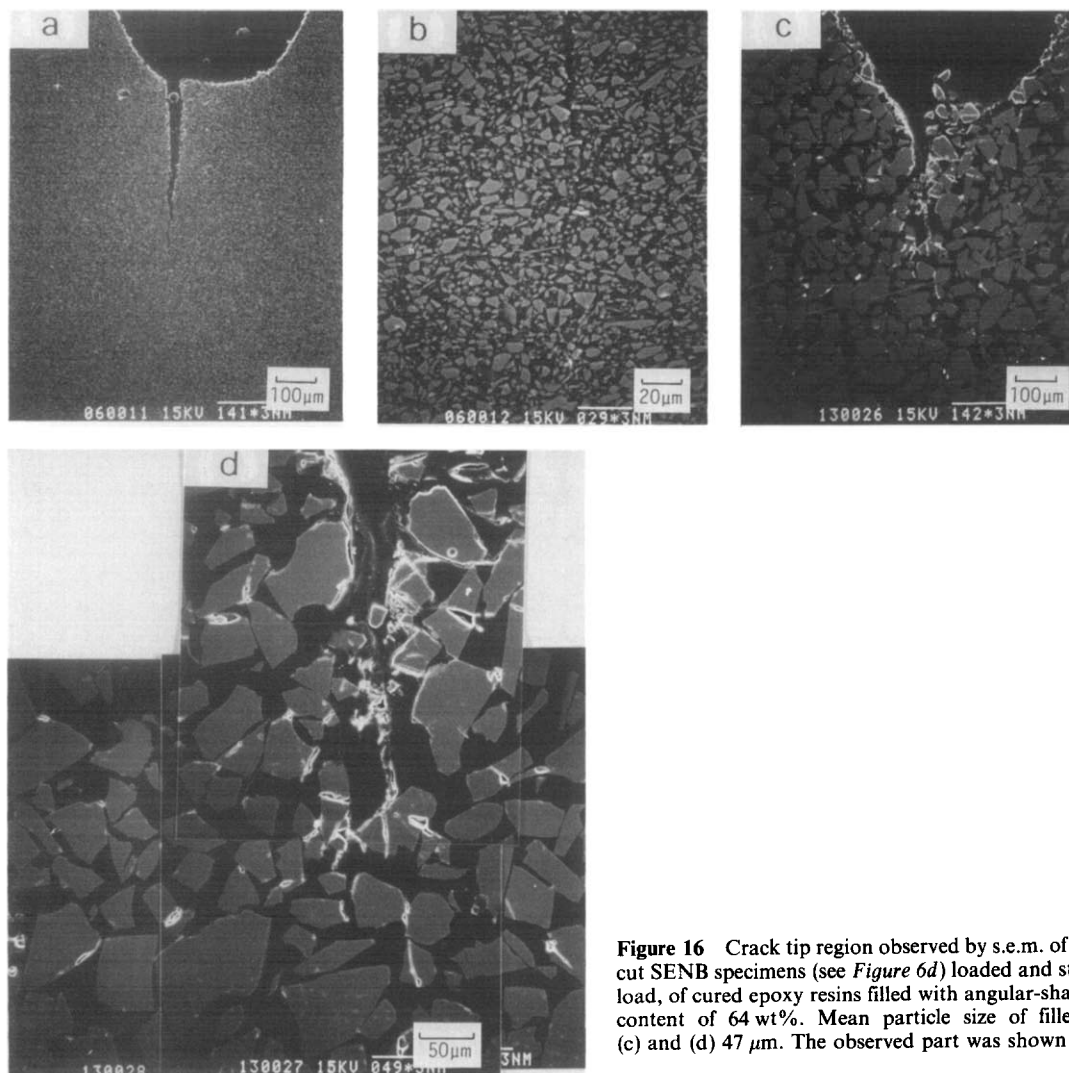 a
100μm
060011 15KV 141*3NM
b
20μm
060012 15KV 029*3NM
c
100μm
130026 15KV 142*3NM
d
50μm
130028
130027 15KV 049*3NM
3NM
Figure 16 Crack tip region observed by s.e.m. of
cut SENB specimens (see Figure 6d) loaded and
load, of cured epoxy resins filled with angular-sha
content of 64 wt%. Mean particle size of fille
(c) and (d) 47 μm. The observed part was shown